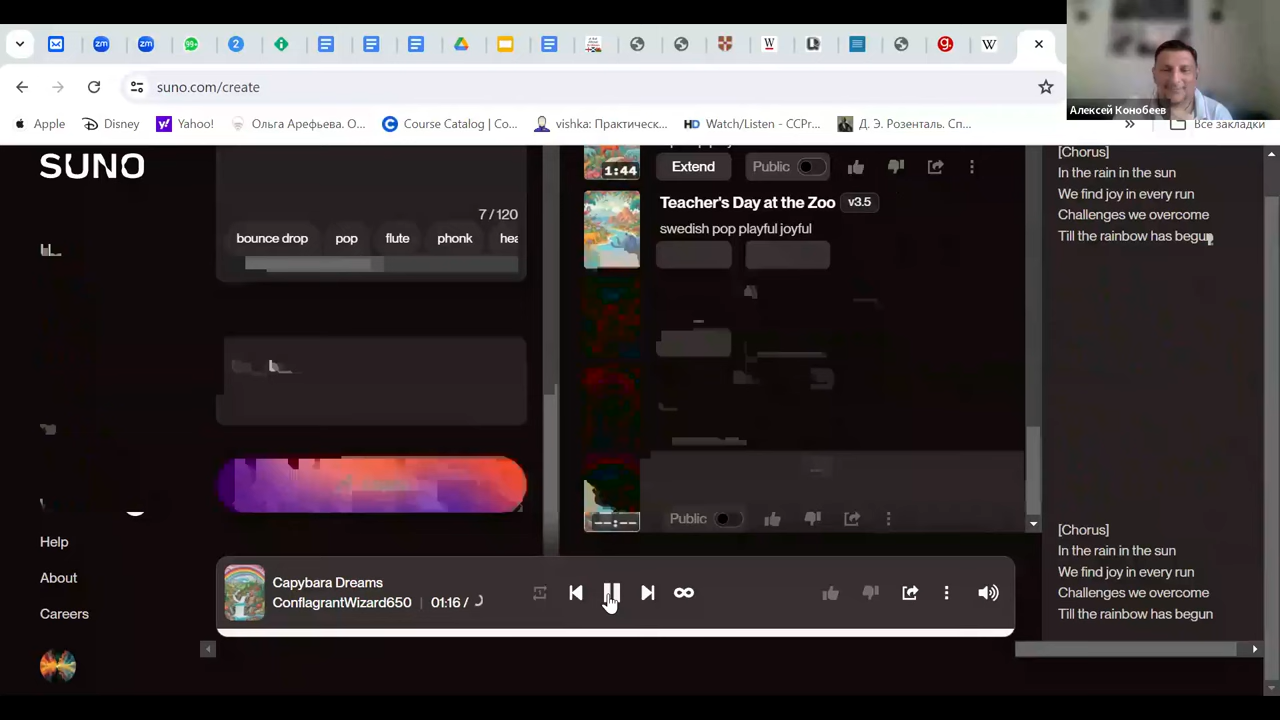 99+
2
suno.com/create
Алексей Конобеев
Apple
Disney
Yahoo!
Ольга Арефьева. О...
Course Catalog | Co...
vishka: Практическ...
HD Watch/Listen - CCPr...
Д. Э. Розенталь. Сп...
Все закладки
SUNO
7 / 120
bounce drop
pop
flute
phonk
1:44
Extend
Public
Teacher's Day at the Zoo
v3.5
swedish pop playful joyful
[Chorus]
In the rain in the sun
We find joy in every run
Challenges we overcome
Till the rainbow has begun
--:--
Public
[Chorus]
In the rain in the sun
We find joy in every run
Challenges we overcome
Till the rainbow has begun
Help
About
Careers
Capybara Dreams
ConflagrantWizard650 | 01:16 /